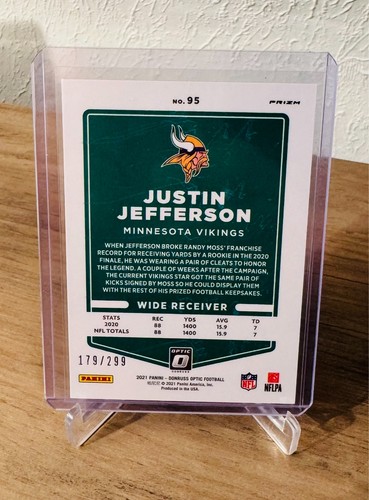 NO. 95 PRIZM
JUSTIN
JEFFERSON
MINNESOTA VIKINGS
WHEN JEFFERSON BROKE RANDY MOSS' FRANCHISE
RECORD FOR RECEIVING YARDS BY A ROOKIE IN THE 2020
FINALE, HE WAS WEARING A PAIR OF CLEATS TO HONOR
THE LEGEND. A COUPLE OF WEEKS AFTER THE CAMPAIGN,
THE CURRENT VIKINGS STAR GOT THE SAME PAIR OF
KICKS SIGNED BY MOSS SO HE COULD DISPLAY THEM
WITH THE REST OF HIS PRIZED FOOTBALL KEEPSAKES.
WIDE RECEIVER
STATS REC YDS AVG TD
2020 88 1400 15.9 7
NFL TOTALS 88 1400 15.9 7
179/299
OPTIC
DONRUSS
PANINI
2021 PANINI - DONRUSS OPTIC FOOTBALL
© 2021 Panini America, Inc.
Produced in the USA.
NFL
NFLPA